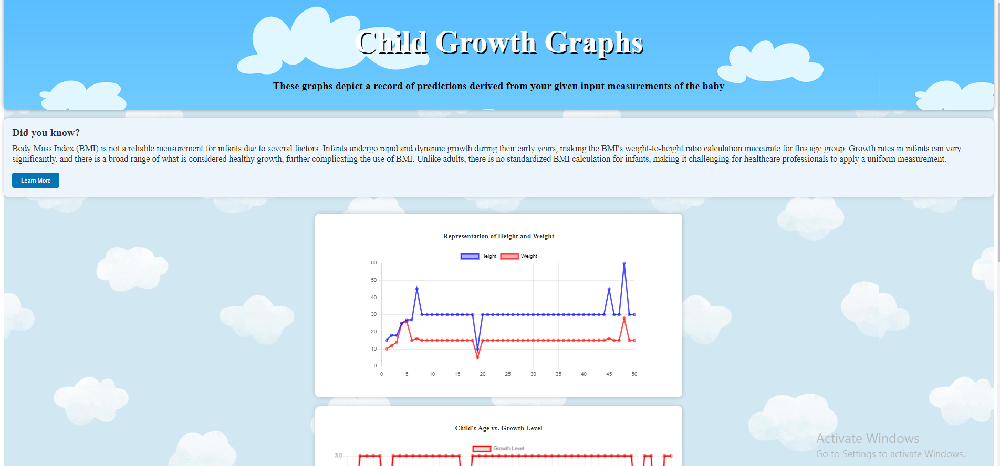 Child Growth Graphs
These graphs depict a record of predictions derived from your given input measurements of the baby
Did you know?
Body Mass Index (BMI) is not a reliable measurement for infants due to several factors. Infants undergo rapid and dynamic growth during their early years, making the BMI's weight-to-height ratio calculation inaccurate for this age group. Growth rates in infants can vary
significantly, and there is a broad range of what is considered healthy growth, further complicating the use of BMI. Unlike adults, there is no standardized BMI calculation for infants, making it challenging for healthcare professionals to apply a uniform measurement.
Learn More
Representation of Height and Weight
Height Weight
60
50
40
30
20
10
0
0 5 10 15 20 25 30 35 40 45 50
Child's Age vs. Growth Level
Growth Level
3.0
Activate Windows
Go to Settings to activate Windows.